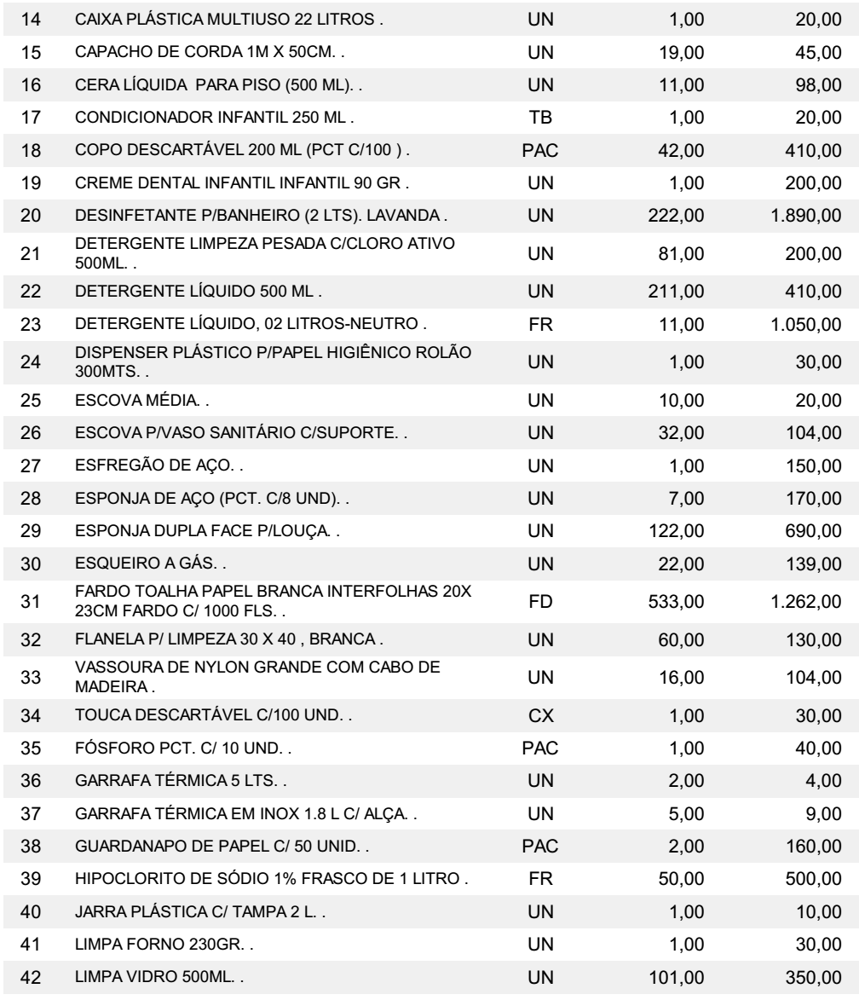 14 CAIXA PLÁSTICA MULTIUSO 22 LITROS . UN 1,00 20,00
15 CAPACHO DE CORDA 1M X 50CM. . UN 19,00 45,00
16 CERA LÍQUIDA  PARA PISO (500 ML). . UN 11,00 98,00
17 CONDICIONADOR INFANTIL 250 ML . TB 1,00 20,00
18 COPO DESCARTÁVEL 200 ML (PCT C/100 ) . PAC 42,00 410,00
19 CREME DENTAL INFANTIL INFANTIL 90 GR . UN 1,00 200,00
20 DESINFETANTE P/BANHEIRO (2 LTS). LAVANDA . UN 222,00 1.890,00
21 DETERGENTE LIMPEZA PESADA C/CLORO ATIVO
500ML. . UN 81,00 200,00
22 DETERGENTE LÍQUIDO 500 ML . UN 211,00 410,00
23 DETERGENTE LÍQUIDO, 02 LITROS-NEUTRO . FR 11,00 1.050,00
24 DISPENSER PLÁSTICO P/PAPEL HIGIÊNICO ROLÃO
300MTS. . UN 1,00 30,00
25 ESCOVA MÉDIA. . UN 10,00 20,00
26 ESCOVA P/VASO SANITÁRIO C/SUPORTE. . UN 32,00 104,00
27 ESFREGÃO DE AÇO. . UN 1,00 150,00
28 ESPONJA DE AÇO (PCT. C/8 UND). . UN 7,00 170,00
29 ESPONJA DUPLA FACE P/LOUÇA. . UN 122,00 690,00
30 ESQUEIRO A GÁS. . UN 22,00 139,00
31 FARDO TOALHA PAPEL BRANCA INTERFOLHAS 20X
23CM FARDO C/ 1000 FLS. . FD 533,00 1.262,00
32 FLANELA P/ LIMPEZA 30 X 40 , BRANCA . UN 60,00 130,00
33 VASSOURA DE NYLON GRANDE COM CABO DE
MADEIRA . UN 16,00 104,00
34 TOUCA DESCARTÁVEL C/100 UND. . CX 1,00 30,00
35 FÓSFORO PCT. C/ 10 UND. . PAC 1,00 40,00
36 GARRAFA TÉRMICA 5 LTS. . UN 2,00 4,00
37 GARRAFA TÉRMICA EM INOX 1.8 L C/ ALÇA. . UN 5,00 9,00
38 GUARDANAPO DE PAPEL C/ 50 UNID. . PAC 2,00 160,00
39 HIPOCLORITO DE SÓDIO 1% FRASCO DE 1 LITRO . FR 50,00 500,00
40 JARRA PLÁSTICA C/ TAMPA 2 L. . UN 1,00 10,00
41 LIMPA FORNO 230GR. . UN 1,00 30,00
42 LIMPA VIDRO 500ML. . UN 101,00 350,00